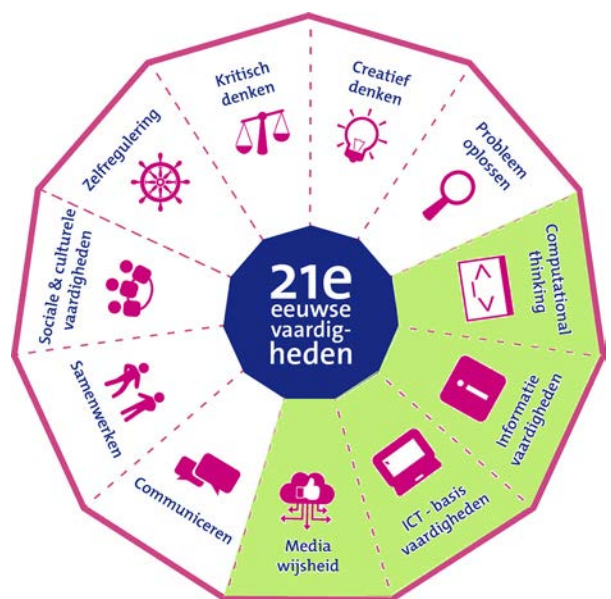 21e
eeuwse
vaardig-
heden
Kritisch
denken
Creatief
denken
Probleem
oplossen
Computational
thinking
Informatie
vaardigheden
ICT - basis
vaardigheden
Media
wijsheid
Communiceren
Samenwerken
Sociale & culturele
vaardigheden
Zelfregulering